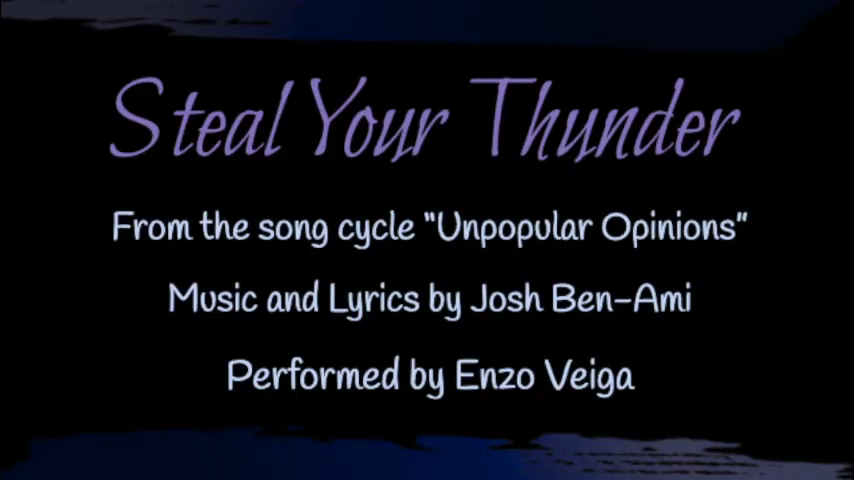 Steal Your Thunder
From the song cycle "Unpopular Opinions"
Music and Lyrics by Josh Ben-Ami
Performed by Enzo Veiga